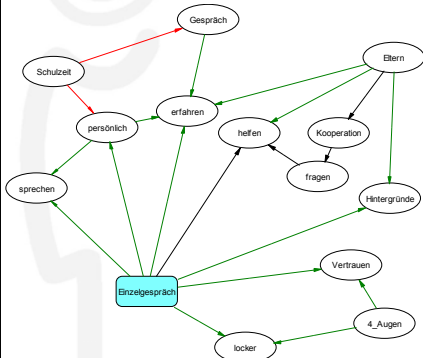 Gespräch
Eltern
Schulzeit
erfahren
persönlich
helfen
Kooperation
fragen
sprechen
Hintergründe
Vertrauen
Einzelgespräch
4_Augen
locker